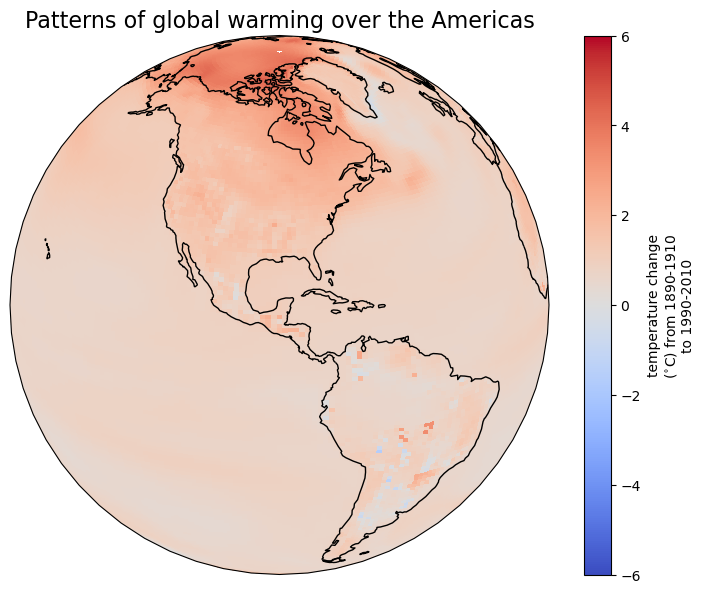 Patterns of global warming over the Americas
6
4
2
0
−2
−4
−6
temperature change
(°C) from 1890-1910
to 1990-2010